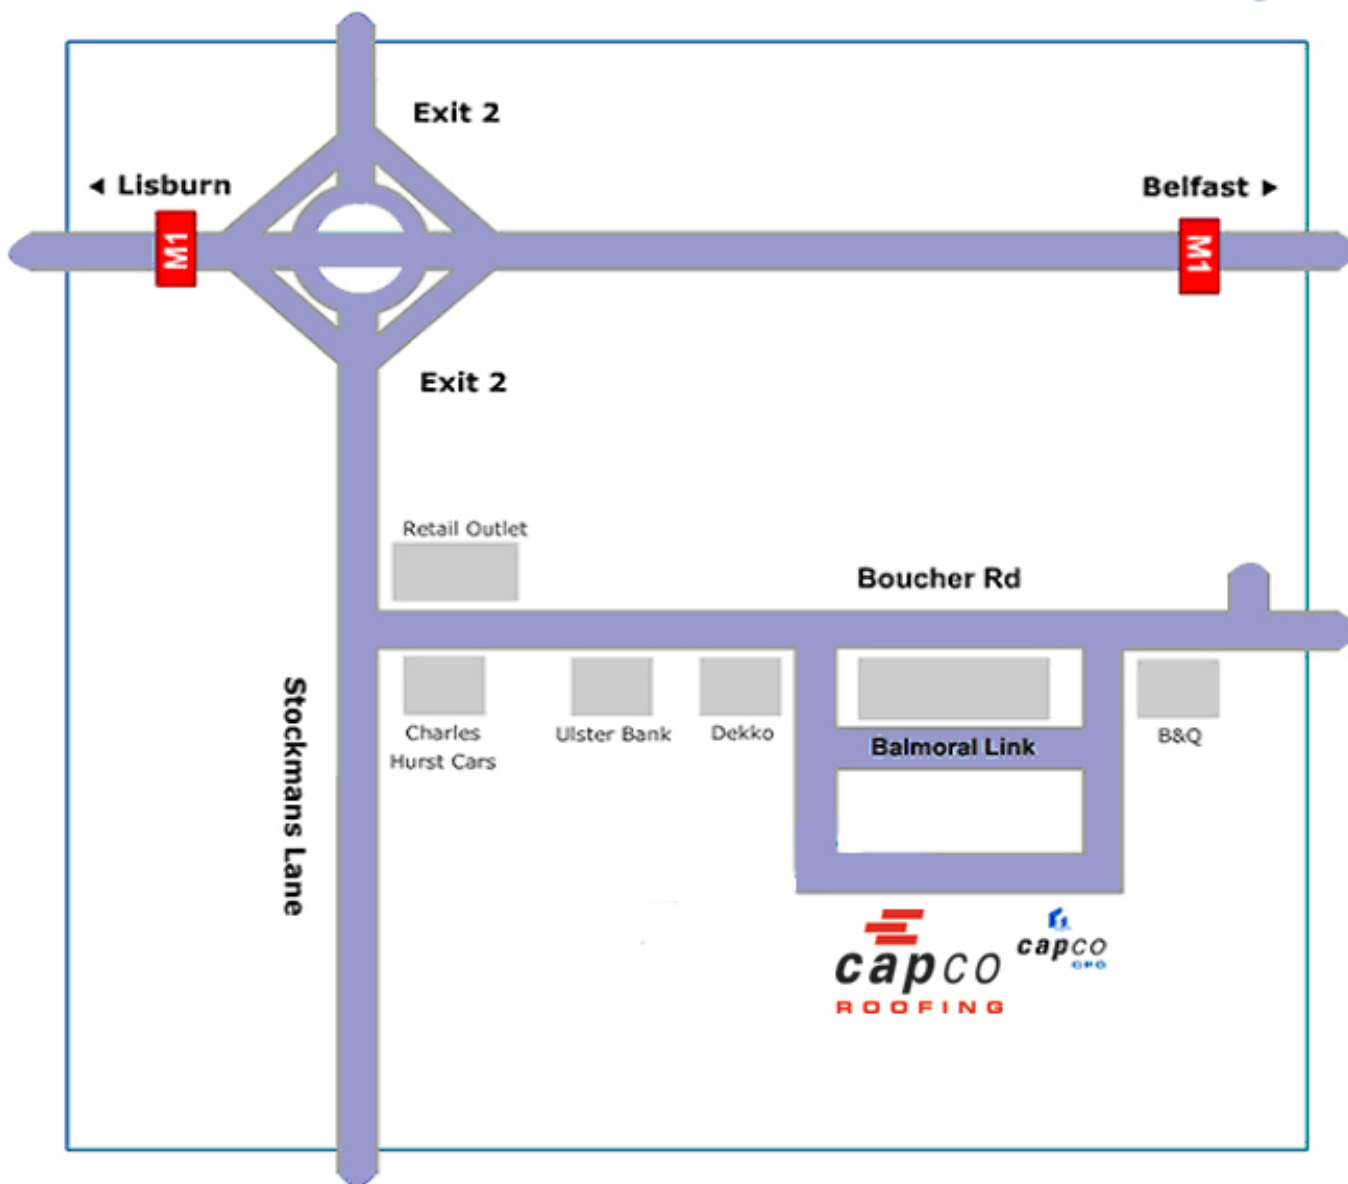 Exit 2
◄ Lisburn
Belfast ►
M1
M1
Exit 2
Retail Outlet
Boucher Rd
Stockmans Lane
Charles
Hurst Cars
Ulster Bank
Dekko
Balmoral Link
B&Q
capco
ROOFING
capco
CPG